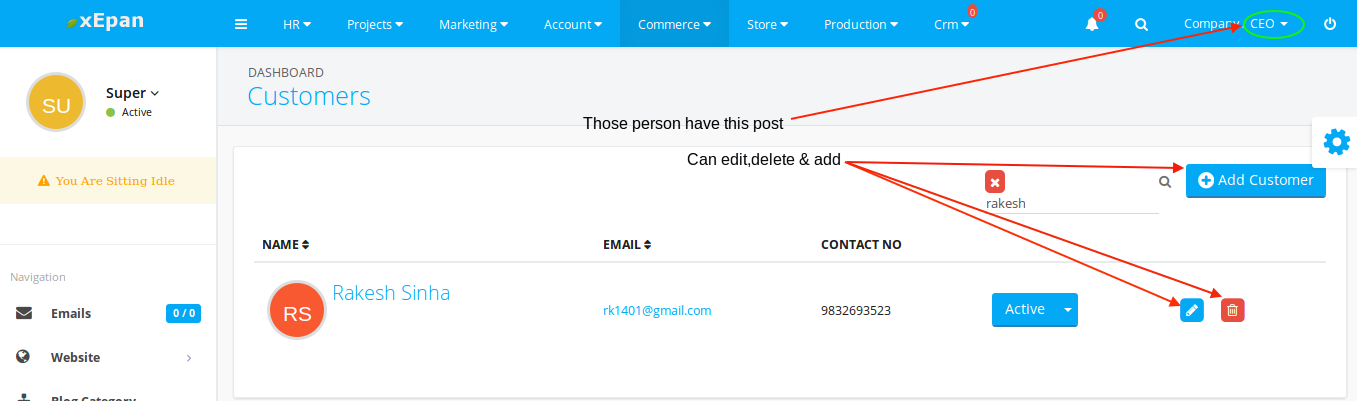 xEpan
HR
Projects
Marketing
Account
Commerce
Store
Production
Crm
0
0
Company
CEO
SU
Super
Active
You Are Sitting Idle
Navigation
Emails
0 / 0
Website
Blog Category
DASHBOARD
Customers
Those person have this post
Can edit,delete & add
rakesh
Add Customer
NAME
EMAIL
CONTACT NO
RS
Rakesh Sinha
rk1401@gmail.com
9832693523
Active